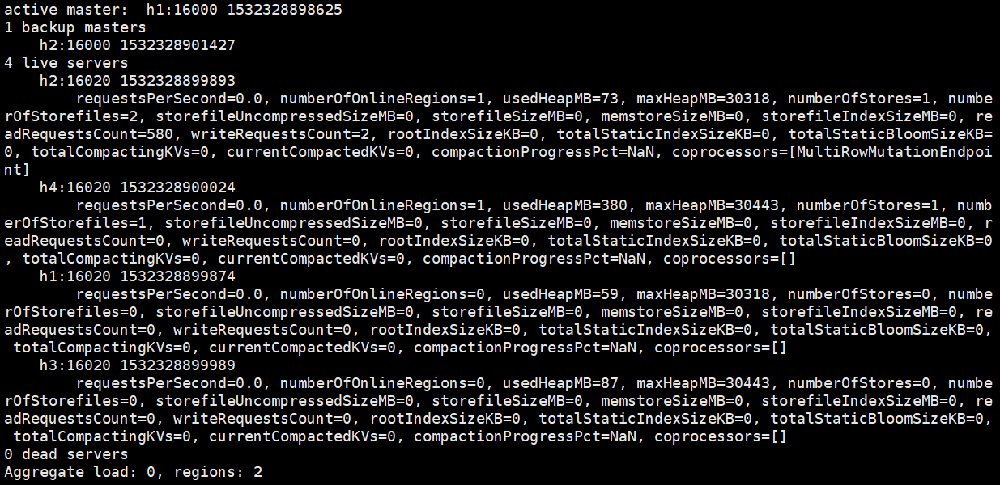 active master:  h1:16000 1532328898625
1 backup masters
    h2:16000 1532328901427
4 live servers
    h2:16020 1532328899893
        requestsPerSecond=0.0, numberOfOnlineRegions=1, usedHeapMB=73, maxHeapMB=30318, numberOfStores=1, numbe
rOfStorefiles=2, storefileUncompressedSizeMB=0, storefileSizeMB=0, memstoreSizeMB=0, storefileIndexSizeMB=0, re
adRequestsCount=580, writeRequestsCount=2, rootIndexSizeKB=0, totalStaticIndexSizeKB=0, totalStaticBloomSizeKB=
0, totalCompactingKVs=0, currentCompactedKVs=0, compactionProgressPct=NaN, coprocessors=[MultiRowMutationEndpoi
nt]
    h4:16020 1532328900024
        requestsPerSecond=0.0, numberOfOnlineRegions=1, usedHeapMB=380, maxHeapMB=30443, numberOfStores=1, numb
erOfStorefiles=1, storefileUncompressedSizeMB=0, storefileSizeMB=0, memstoreSizeMB=0, storefileIndexSizeMB=0, r
eadRequestsCount=0, writeRequestsCount=0, rootIndexSizeKB=0, totalStaticIndexSizeKB=0, totalStaticBloomSizeKB=0
, totalCompactingKVs=0, currentCompactedKVs=0, compactionProgressPct=NaN, coprocessors=[]
    h1:16020 1532328899874
        requestsPerSecond=0.0, numberOfOnlineRegions=0, usedHeapMB=59, maxHeapMB=30318, numberOfStores=0, numbe
rOfStorefiles=0, storefileUncompressedSizeMB=0, storefileSizeMB=0, memstoreSizeMB=0, storefileIndexSizeMB=0, re
adRequestsCount=0, writeRequestsCount=0, rootIndexSizeKB=0, totalStaticIndexSizeKB=0, totalStaticBloomSizeKB=0,
 totalCompactingKVs=0, currentCompactedKVs=0, compactionProgressPct=NaN, coprocessors=[]
    h3:16020 1532328899989
        requestsPerSecond=0.0, numberOfOnlineRegions=0, usedHeapMB=87, maxHeapMB=30443, numberOfStores=0, numbe
rOfStorefiles=0, storefileUncompressedSizeMB=0, storefileSizeMB=0, memstoreSizeMB=0, storefileIndexSizeMB=0, re
adRequestsCount=0, writeRequestsCount=0, rootIndexSizeKB=0, totalStaticIndexSizeKB=0, totalStaticBloomSizeKB=0,
 totalCompactingKVs=0, currentCompactedKVs=0, compactionProgressPct=NaN, coprocessors=[]
0 dead servers
Aggregate load: 0, regions: 2